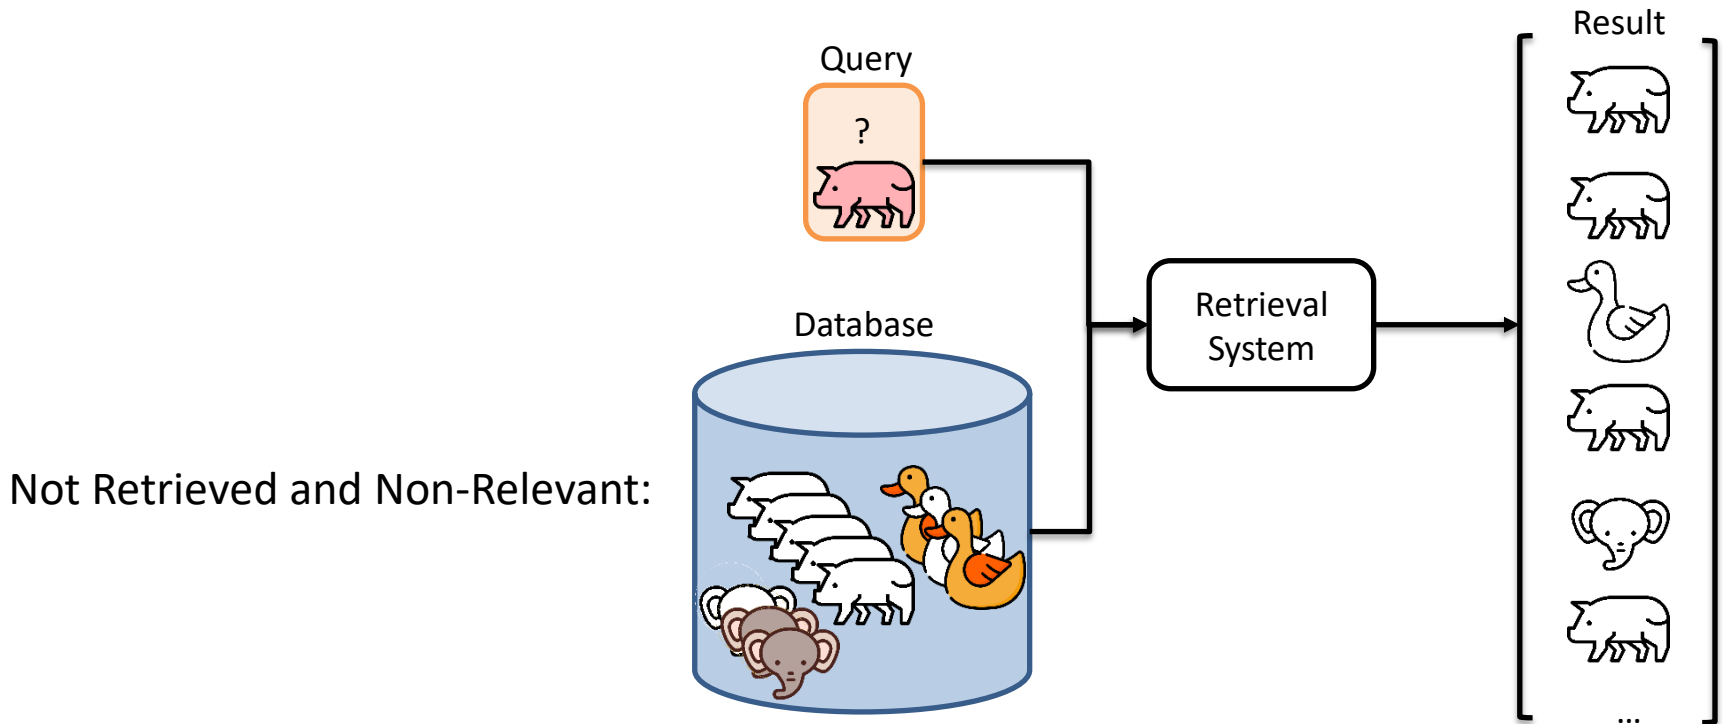 Result
Query
?
Retrieval
System
Database
Not Retrieved and Non-Relevant:
...